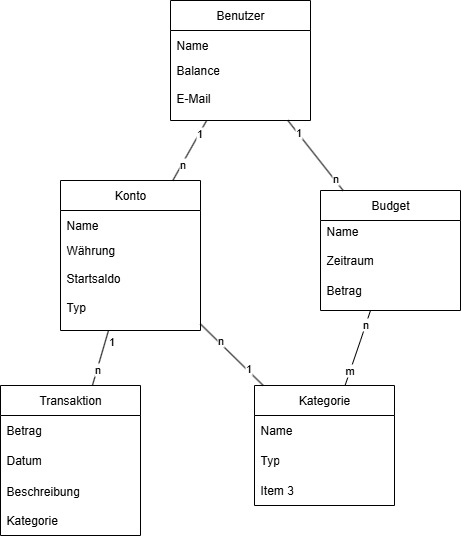 Benutzer
Name
Balance
E-Mail
1
1
n
n
Konto
Name
Währung
Startsaldo
Typ
Budget
Name
Zeitraum
Betrag
1
n
n
n
1
m
Transaktion
Betrag
Datum
Beschreibung
Kategorie
Kategorie
Name
Typ
Item 3